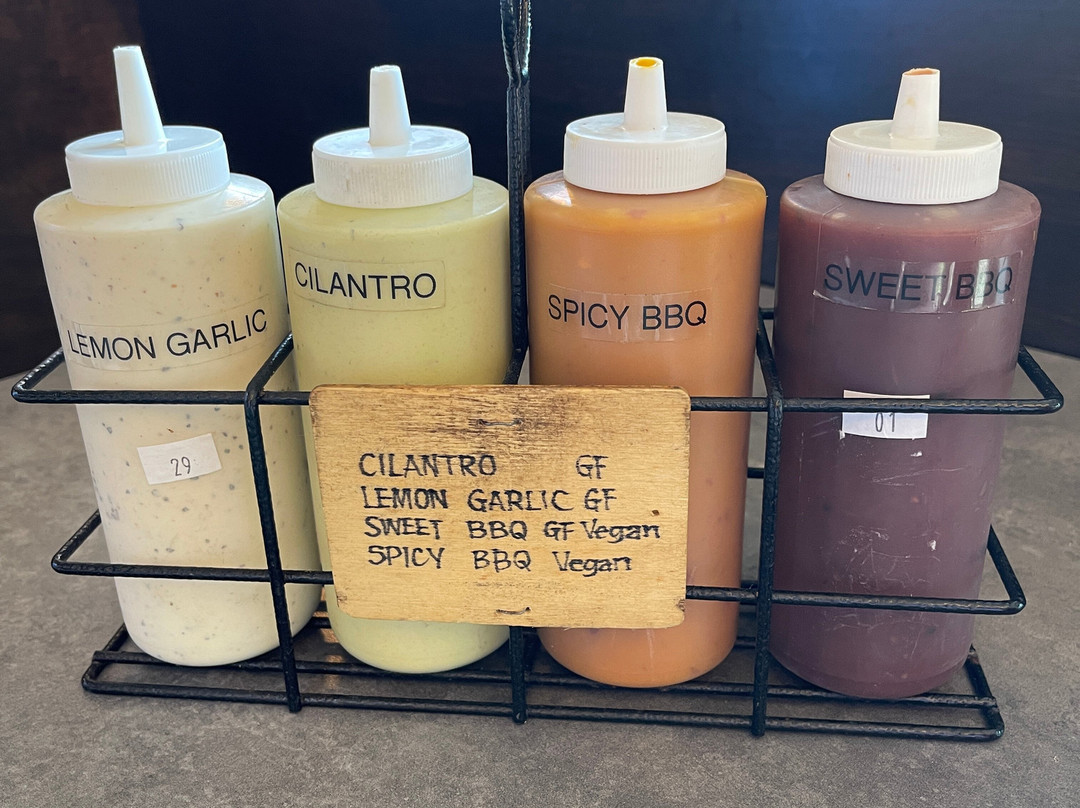 LEMON GARLIC
29
CILANTRO
SPICY BBQ
SWEET BBQ
01
CILANTRO GF
LEMON GARLIC GF
SWEET BBQ GF Vegan
SPICY BBQ Vegan